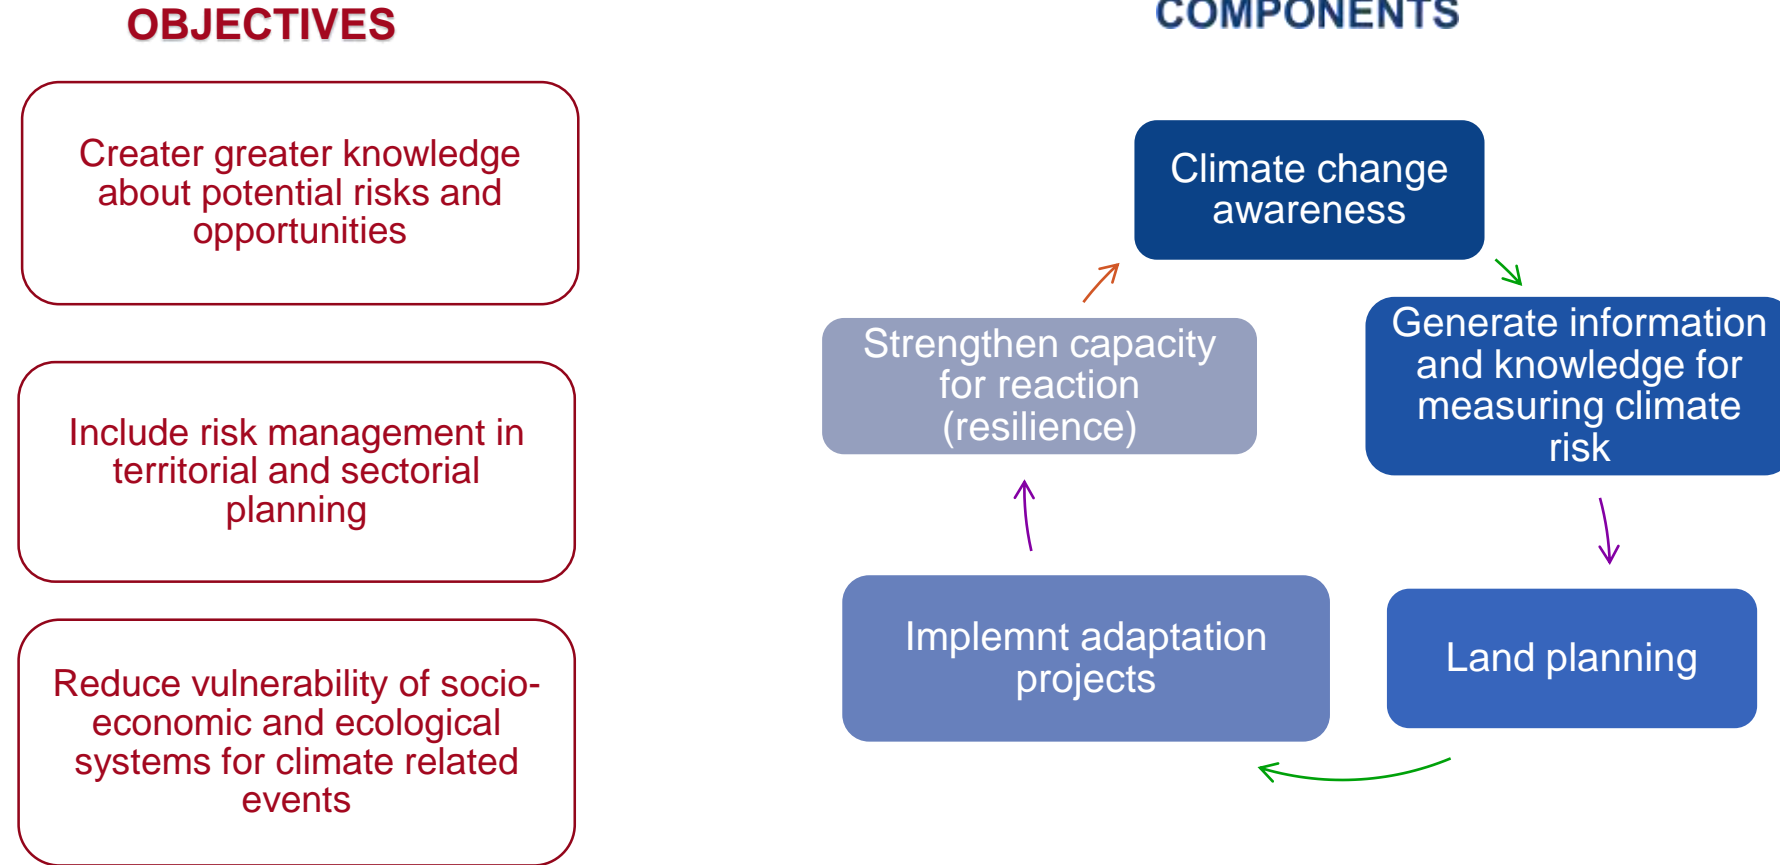 OBJECTIVES
Creater greater knowledge
about potential risks and
opportunities
Include risk management in
territorial and sectorial
planning
Reduce vulnerability of socio-
economic and ecological
systems for climate related
events
COMPONENTS
Climate change
awareness
Generate information
and knowledge for
measuring climate
risk
Land planning
Implemnt adaptation
projects
Strengthen capacity
for reaction
(resilience)